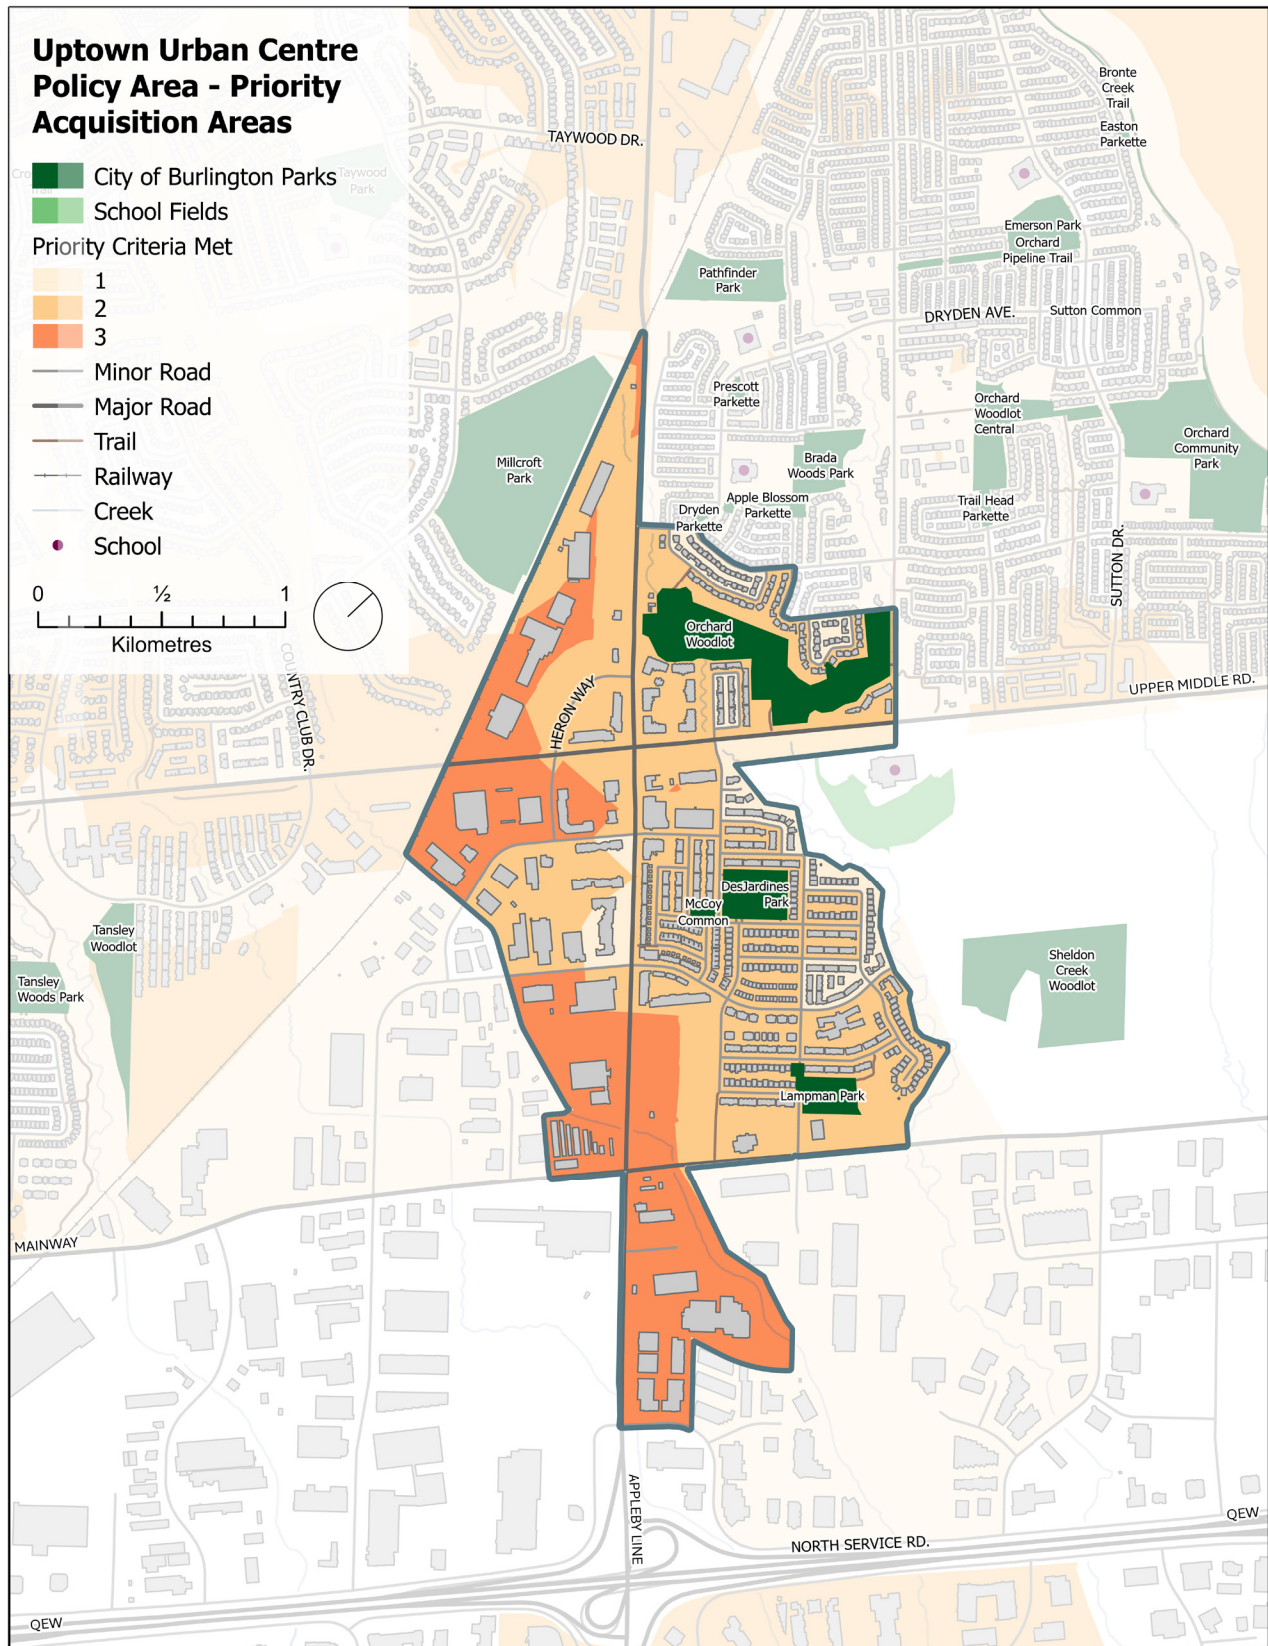 Uptown Urban Centre
Policy Area - Priority
Acquisition Areas
City of Burlington Parks
School Fields
Priority Criteria Met
1
2
3
Minor Road
Major Road
Trail
Railway
Creek
School
0 ½ 1
Kilometres
Taywood
Park
TAYWOOD DR.
Bronte
Creek
Trail
Easton
Parkette
Emerson Park
Orchard
Pipeline Trail
Pathfinder
Park
DRYDEN AVE.
Sutton Common
Prescott
Parkette
Orchard
Woodlot
Central
Orchard
Community
Park
Millcroft
Park
Brada
Woods Park
Apple Blossom
Parkette
Dryden
Parkette
Trail Head
Parkette
SUTTON DR.
Orchard
Woodlot
COUNTRY CLUB DR.
HERON WAY
UPPER MIDDLE RD.
DesJardines
Park
McCoy
Common
Tansley
Woodlot
Tansley
Woods Park
Sheldon
Creek
Woodlot
Lampman Park
MAINWAY
APPLEBY LINE
NORTH SERVICE RD.
QEW
QEW